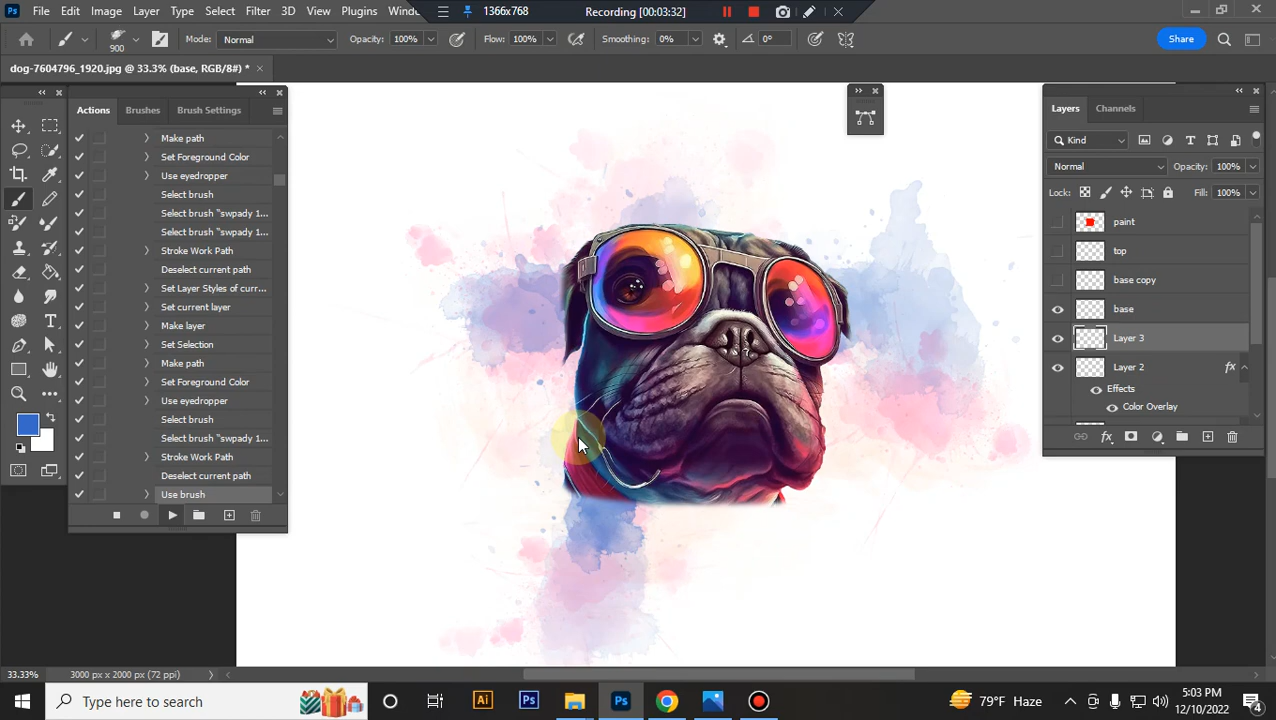 File Edit Image Layer Type Select Filter 3D View Plugins Windo
1366x768
Recording [00:03:32]
900
Mode: Normal
Opacity: 100%
Flow: 100%
Smoothing: 0%
0°
Share
dog-7604796_1920.jpg @ 33.3% (base, RGB/8#) *
Actions
Brushes
Brush Settings
Make path
Set Foreground Color
Use eyedropper
Select brush
Select brush "swpady 1...
Select brush "swpady 1...
Stroke Work Path
Deselect current path
Set Layer Styles of curr...
Set current layer
Make layer
Set Selection
Make path
Set Foreground Color
Use eyedropper
Select brush
Select brush "swpady 1...
Stroke Work Path
Deselect current path
Use brush
Layers
Channels
Kind
Normal
Opacity: 100%
Lock:
Fill: 100%
paint
top
base copy
base
Layer 3
Layer 2
fx
Effects
Color Overlay
fx
33.33%
3000 px x 2000 px (72 ppi)
Type here to search
Ai
Ps
Ps
79°F Haze
5:03 PM
12/10/2022
4